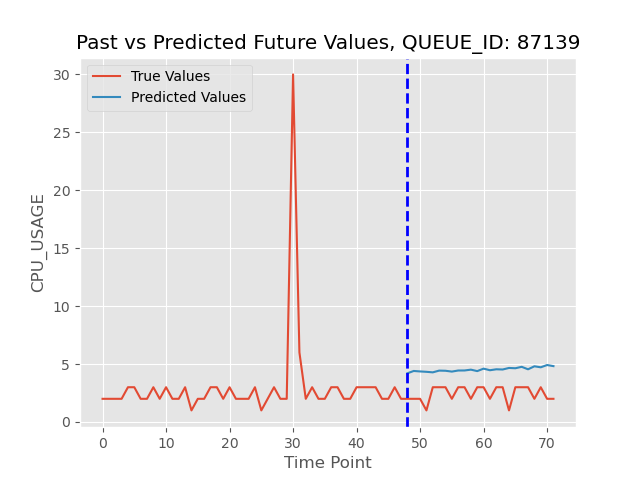 Past vs Predicted Future Values, QUEUE_ID: 87139
True Values
Predicted Values
CPU_USAGE
30
25
20
15
10
5
0
0 10 20 30 40 50 60 70
Time Point